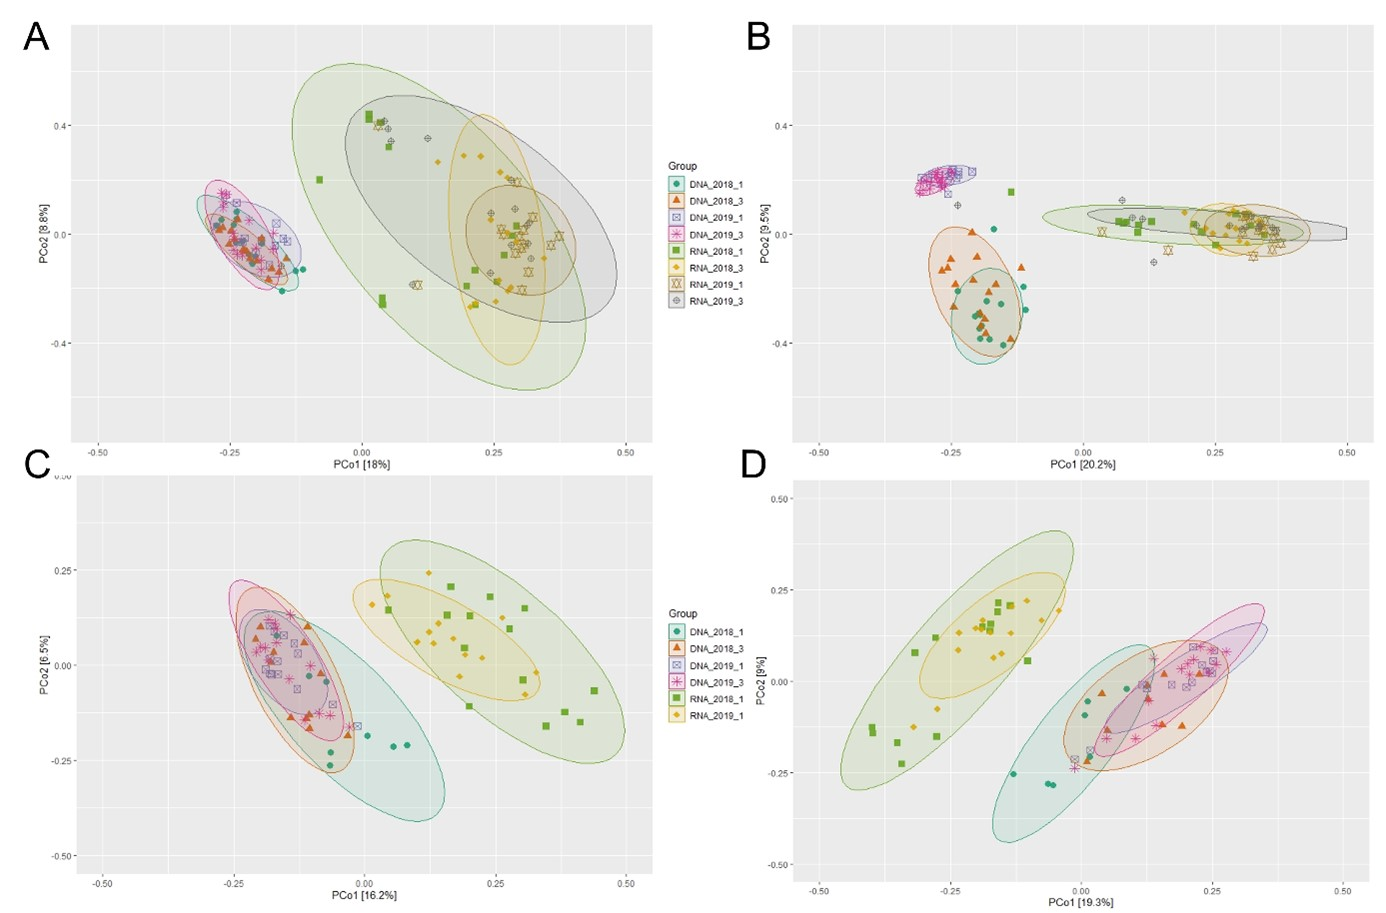 A
B
0.4
0.0
-0.4
PCo2 [8.8%]
-0.50
-0.25
0.00
0.25
0.50
PCo1 [18%]
Group
DNA_2018_1
DNA_2018_3
DNA_2019_1
DNA_2019_3
RNA_2018_1
RNA_2018_3
RNA_2019_1
RNA_2019_3
0.4
0.0
-0.4
PCo2 [9.5%]
-0.50
-0.25
0.00
0.25
0.50
PCo1 [20.2%]
C
D
0.50
0.25
0.00
-0.25
-0.50
PCo2 [6.5%]
-0.50
-0.25
0.00
0.25
0.50
PCo1 [16.2%]
Group
DNA_2018_1
DNA_2018_3
DNA_2019_1
DNA_2019_3
RNA_2018_1
RNA_2019_1
0.50
0.25
0.00
-0.25
-0.50
PCo2 [9%]
-0.50
-0.25
0.00
0.25
0.50
PCo1 [19.3%]